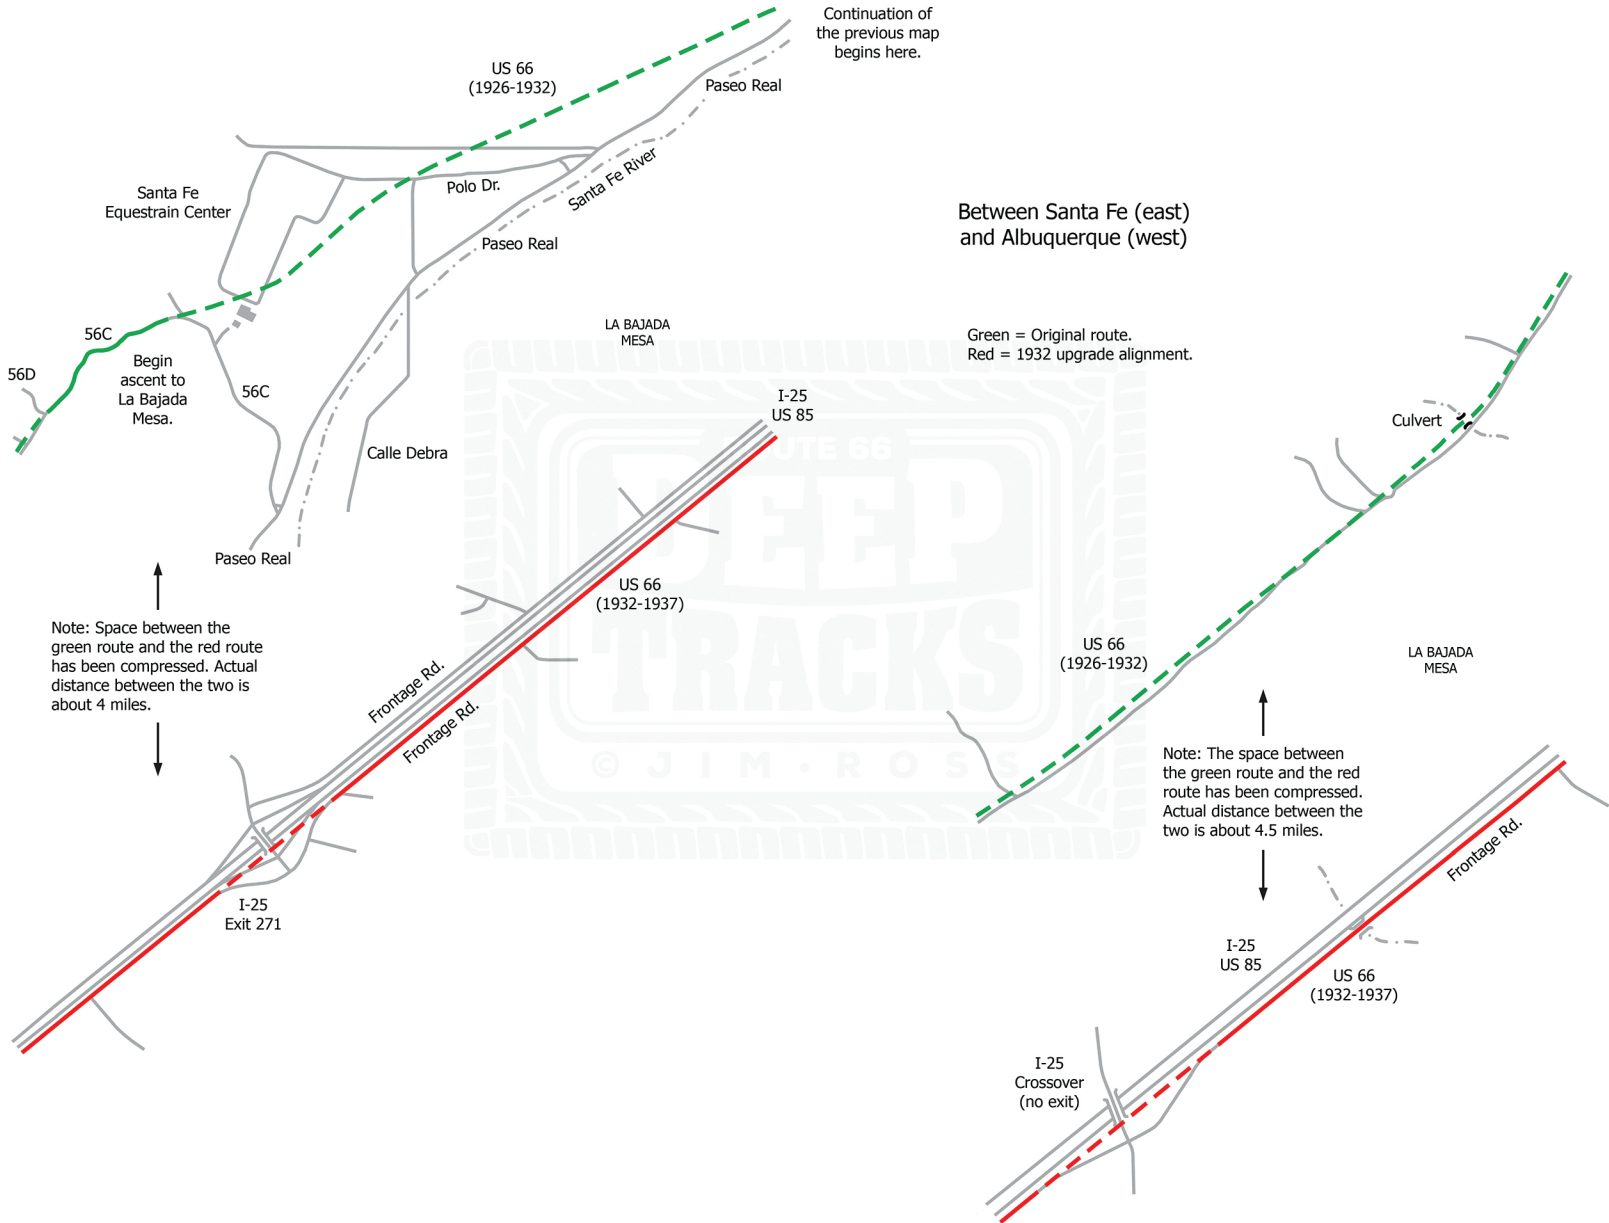 Continuation of
the previous map
begins here.
US 66
(1926-1932)
Paseo Real
Santa Fe River
Polo Dr.
Santa Fe
Equestrain Center
Paseo Real
56C
56D
Begin
ascent to
La Bajada
Mesa.
56C
Calle Debra
Paseo Real
LA BAJADA
MESA
Between Santa Fe (east)
and Albuquerque (west)
Green = Original route.
Red = 1932 upgrade alignment.
I-25
US 85
US 66
(1932-1937)
Frontage Rd.
Frontage Rd.
Note: Space between the
green route and the red route
has been compressed. Actual
distance between the two is
about 4 miles.
I-25
Exit 271
Culvert
US 66
(1926-1932)
LA BAJADA
MESA
Note: The space between
the green route and the red
route has been compressed.
Actual distance between the
two is about 4.5 miles.
Frontage Rd.
I-25
US 85
US 66
(1932-1937)
I-25
Crossover
(no exit)
ROUTE 66
DEEP
TRACKS
© JIM · ROSS